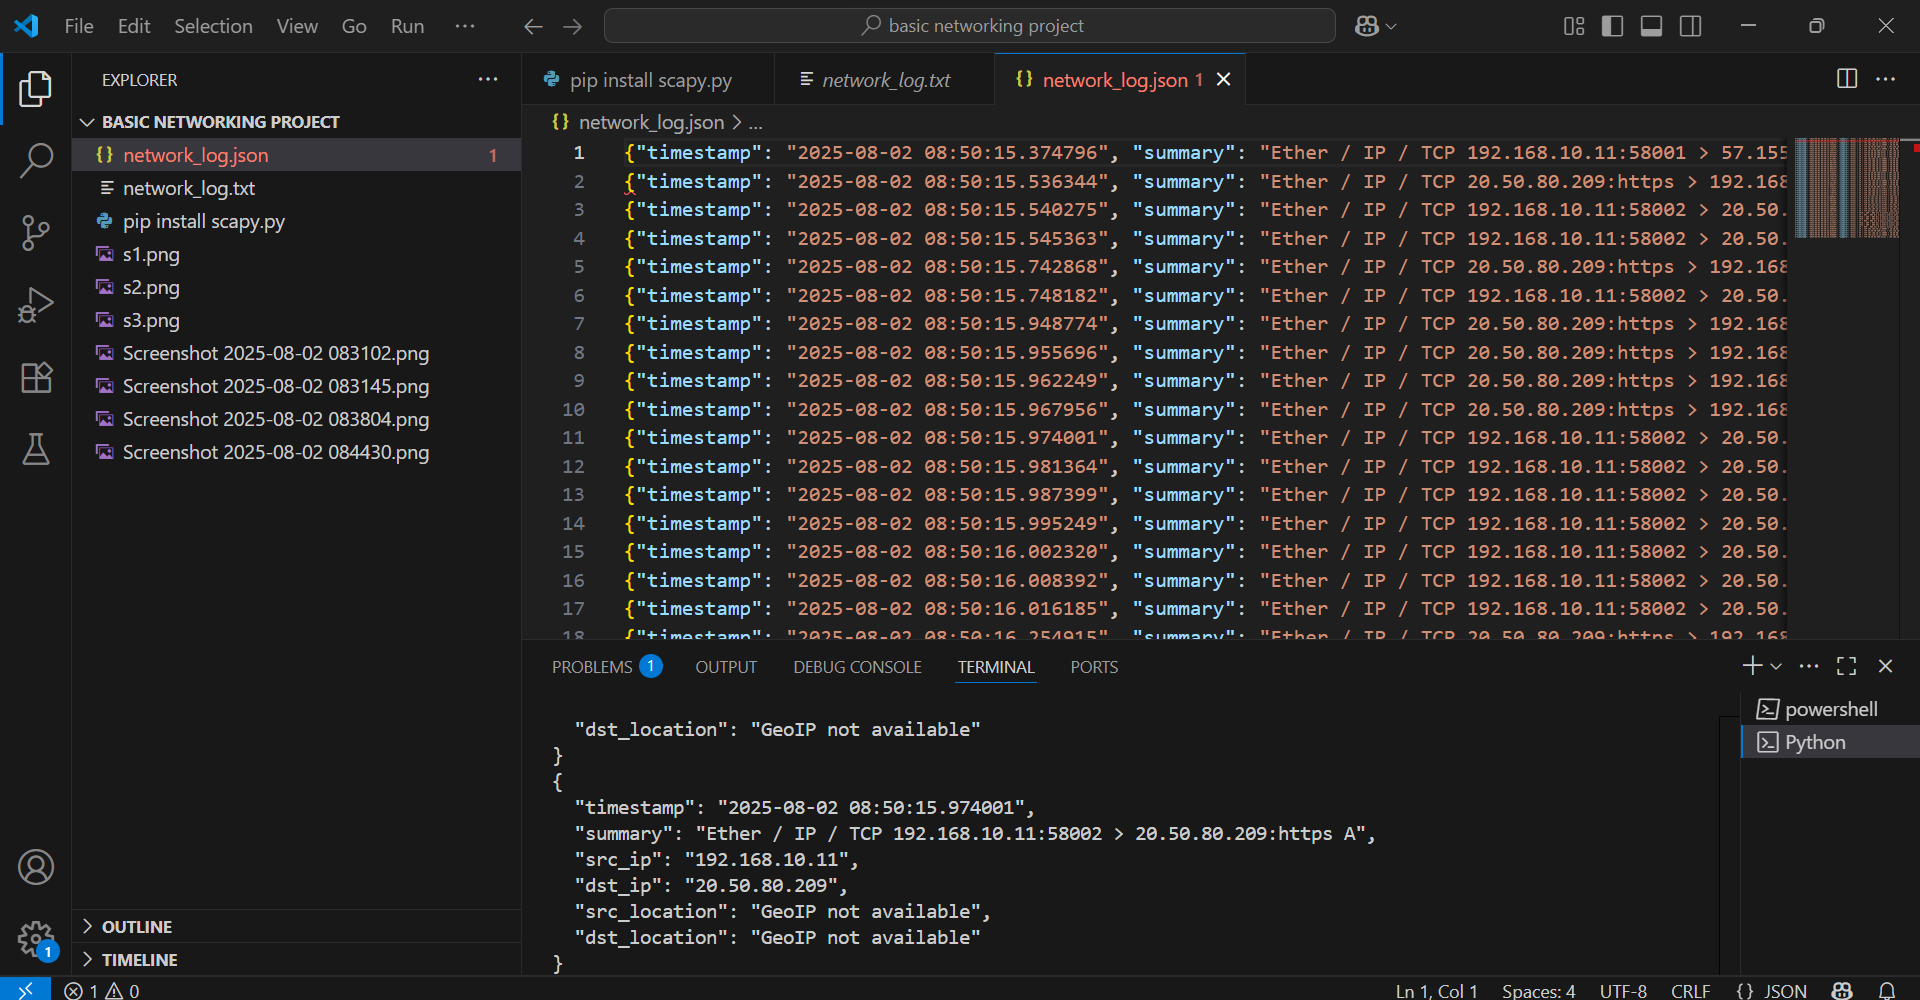 File Edit Selection View Go Run ··· basic networking project
EXPLORER ···
BASIC NETWORKING PROJECT
network_log.json 1
network_log.txt
pip install scapy.py
s1.png
s2.png
s3.png
Screenshot 2025-08-02 083102.png
Screenshot 2025-08-02 083145.png
Screenshot 2025-08-02 083804.png
Screenshot 2025-08-02 084430.png
OUTLINE
TIMELINE
pip install scapy.py network_log.txt {} network_log.json 1
{} network_log.json > ...
1 {"timestamp": "2025-08-02 08:50:15.374796", "summary": "Ether / IP / TCP 192.168.10.11:58001 > 57.155
2 {"timestamp": "2025-08-02 08:50:15.536344", "summary": "Ether / IP / TCP 20.50.80.209:https > 192.168
3 {"timestamp": "2025-08-02 08:50:15.540275", "summary": "Ether / IP / TCP 192.168.10.11:58002 > 20.50.
4 {"timestamp": "2025-08-02 08:50:15.545363", "summary": "Ether / IP / TCP 192.168.10.11:58002 > 20.50.
5 {"timestamp": "2025-08-02 08:50:15.742868", "summary": "Ether / IP / TCP 20.50.80.209:https > 192.168
6 {"timestamp": "2025-08-02 08:50:15.748182", "summary": "Ether / IP / TCP 192.168.10.11:58002 > 20.50.
7 {"timestamp": "2025-08-02 08:50:15.948774", "summary": "Ether / IP / TCP 20.50.80.209:https > 192.168
8 {"timestamp": "2025-08-02 08:50:15.955696", "summary": "Ether / IP / TCP 20.50.80.209:https > 192.168
9 {"timestamp": "2025-08-02 08:50:15.962249", "summary": "Ether / IP / TCP 20.50.80.209:https > 192.168
10 {"timestamp": "2025-08-02 08:50:15.967956", "summary": "Ether / IP / TCP 20.50.80.209:https > 192.168
11 {"timestamp": "2025-08-02 08:50:15.974001", "summary": "Ether / IP / TCP 192.168.10.11:58002 > 20.50.
12 {"timestamp": "2025-08-02 08:50:15.981364", "summary": "Ether / IP / TCP 192.168.10.11:58002 > 20.50.
13 {"timestamp": "2025-08-02 08:50:15.987399", "summary": "Ether / IP / TCP 192.168.10.11:58002 > 20.50.
14 {"timestamp": "2025-08-02 08:50:15.995249", "summary": "Ether / IP / TCP 192.168.10.11:58002 > 20.50.
15 {"timestamp": "2025-08-02 08:50:16.002320", "summary": "Ether / IP / TCP 192.168.10.11:58002 > 20.50.
16 {"timestamp": "2025-08-02 08:50:16.008392", "summary": "Ether / IP / TCP 192.168.10.11:58002 > 20.50.
17 {"timestamp": "2025-08-02 08:50:16.016185", "summary": "Ether / IP / TCP 192.168.10.11:58002 > 20.50.
18 {"timestamp": "2025-08-02 08:50:16.254915", "summary": "Ether / IP / TCP 20.50.80.209:https > 192.168
PROBLEMS 1 OUTPUT DEBUG CONSOLE TERMINAL PORTS
"dst_location": "GeoIP not available"
}
{
"timestamp": "2025-08-02 08:50:15.974001",
"summary": "Ether / IP / TCP 192.168.10.11:58002 > 20.50.80.209:https A",
"src_ip": "192.168.10.11",
"dst_ip": "20.50.80.209",
"src_location": "GeoIP not available",
"dst_location": "GeoIP not available"
}
powershell
Python
1
1 0 Ln 1, Col 1 Spaces: 4 UTF-8 CRLF {} JSON